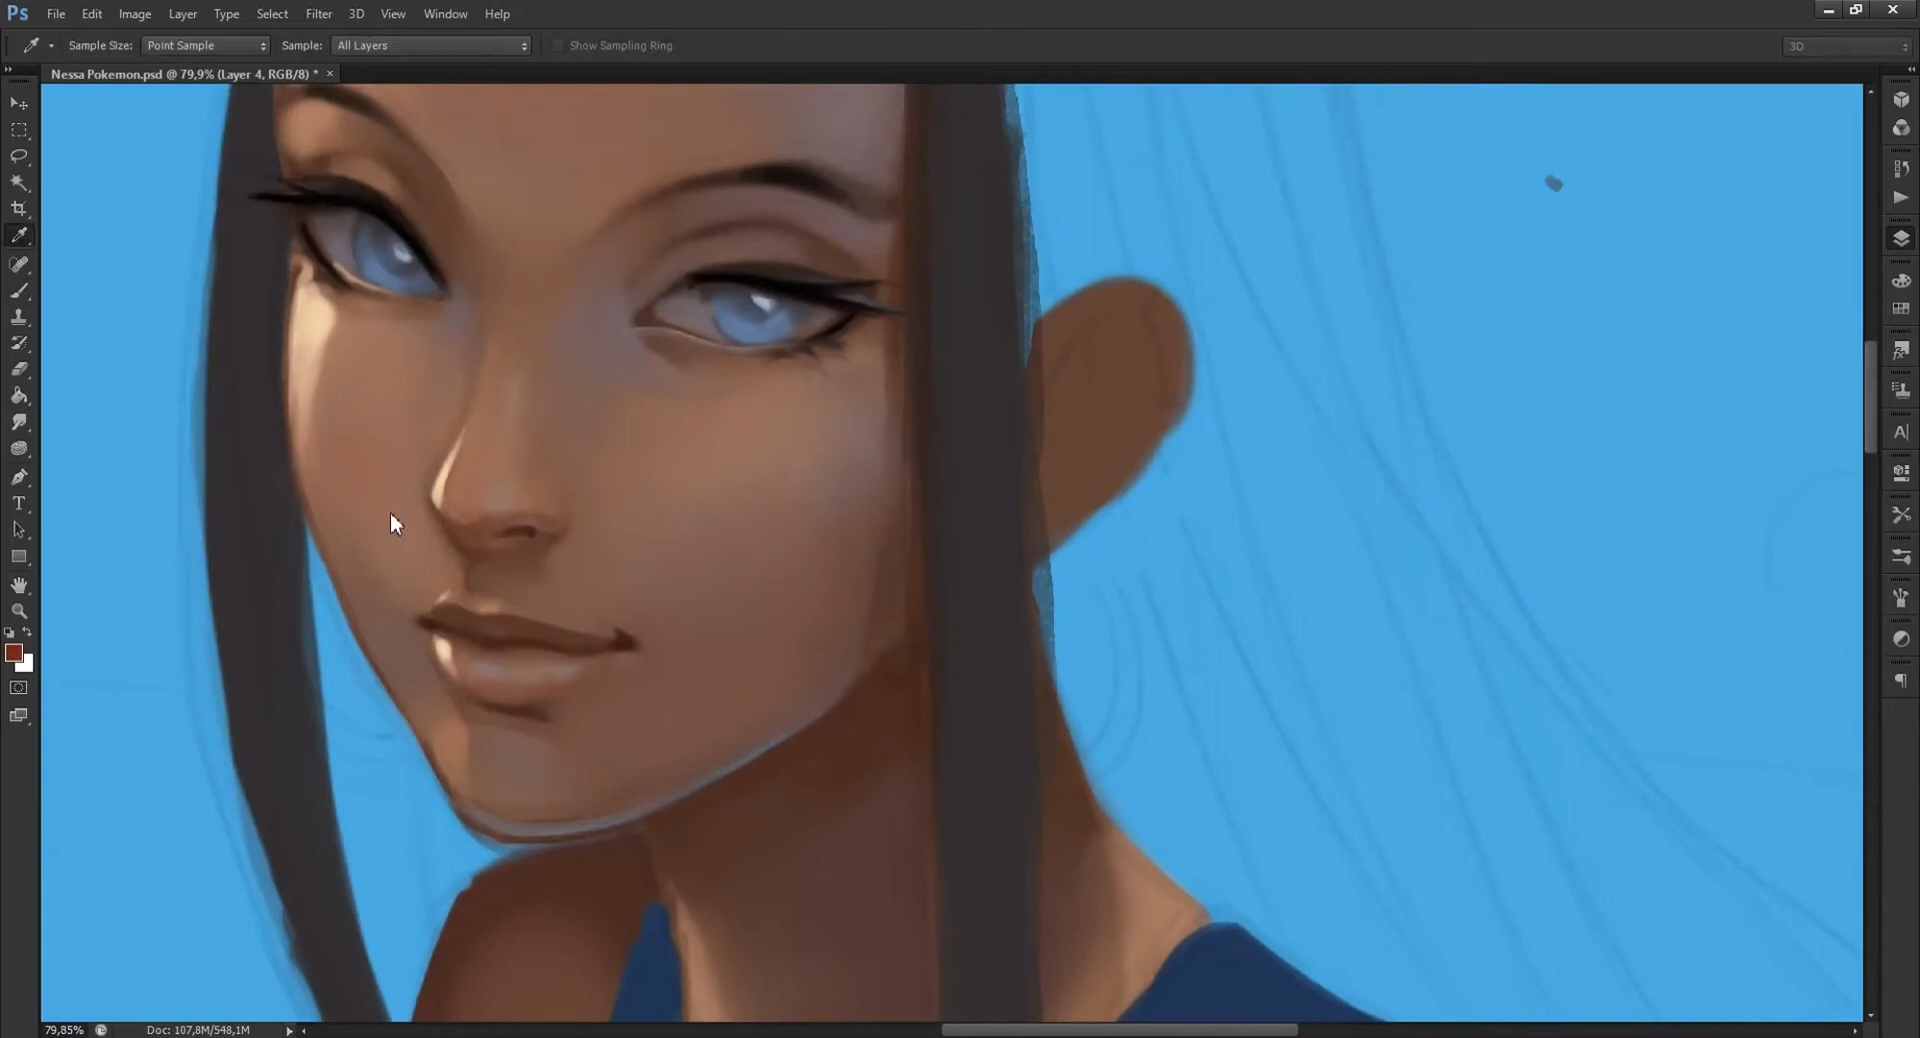 Ps File Edit Image Layer Type Select Filter 3D View Window Help
Sample Size: Point Sample Sample: All Layers Show Sampling Ring 3D
Nessa Pokemon.psd @ 79,9% (Layer 4, RGB/8) * ×
79,85% Doc: 107,8M/548,1M